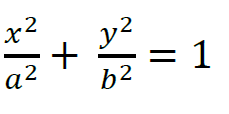 x²/a² + y²/b² = 1